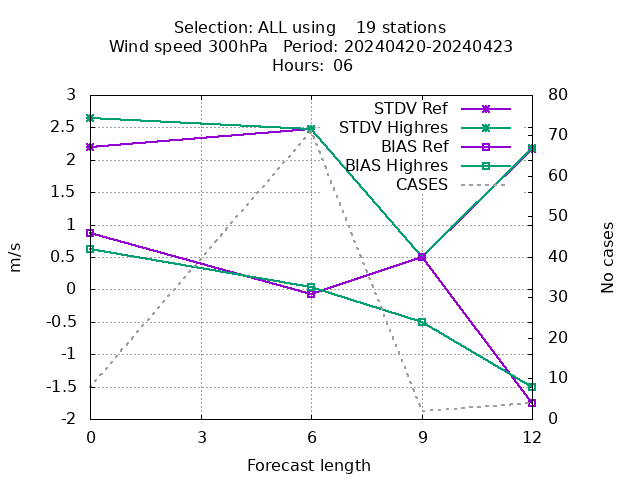 Selection: ALL using    19 stations
Wind speed 300hPa   Period: 20240420-20240423
Hours:  06
STDV Ref
STDV Highres
BIAS Ref
BIAS Highres
CASES
3
2.5
2
1.5
1
0.5
0
-0.5
-1
-1.5
-2
80
70
60
50
40
30
20
10
0
m/s
No cases
0 3 6 9 12
Forecast length